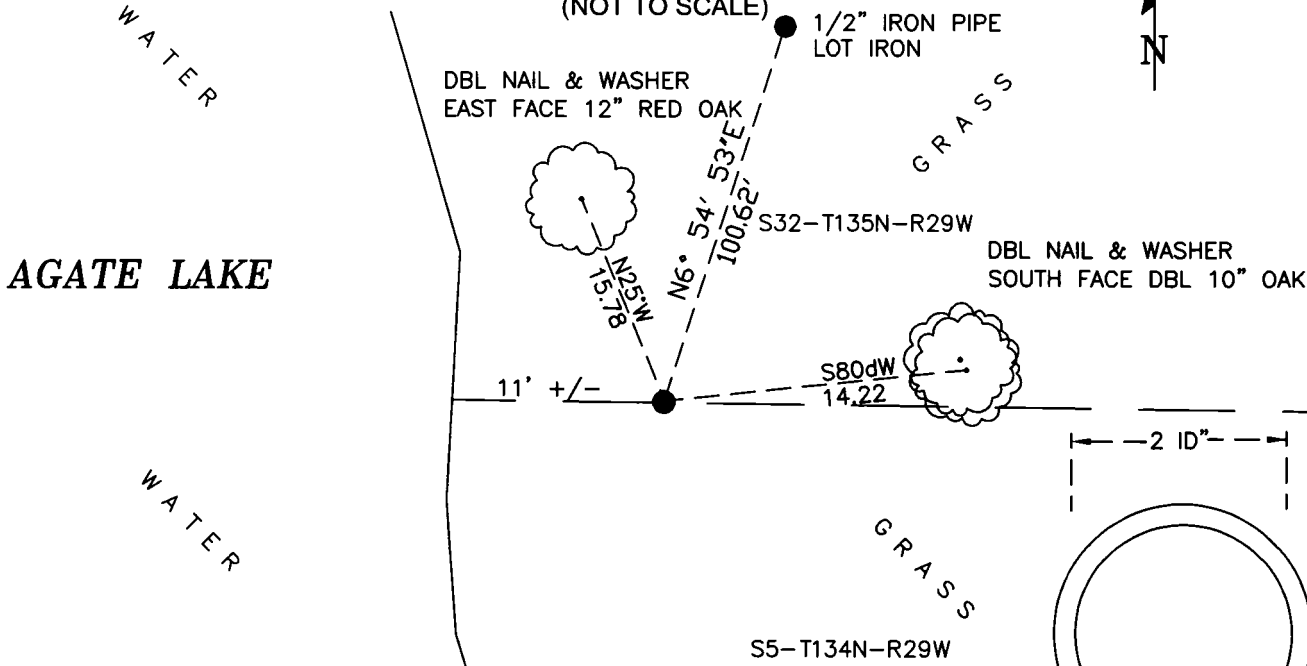 (NOT TO SCALE)
WATER
1/2" IRON PIPE
LOT IRON
N
DBL NAIL & WASHER
EAST FACE 12" RED OAK
GRASS
N6° 54' 53"E
100.62'
S32-T135N-R29W
DBL NAIL & WASHER
SOUTH FACE DBL 10" OAK
AGATE LAKE
N25°W
15.78
S80dW
14.22
11' +/-
2 ID"
WATER
GRASS
S5-T134N-R29W